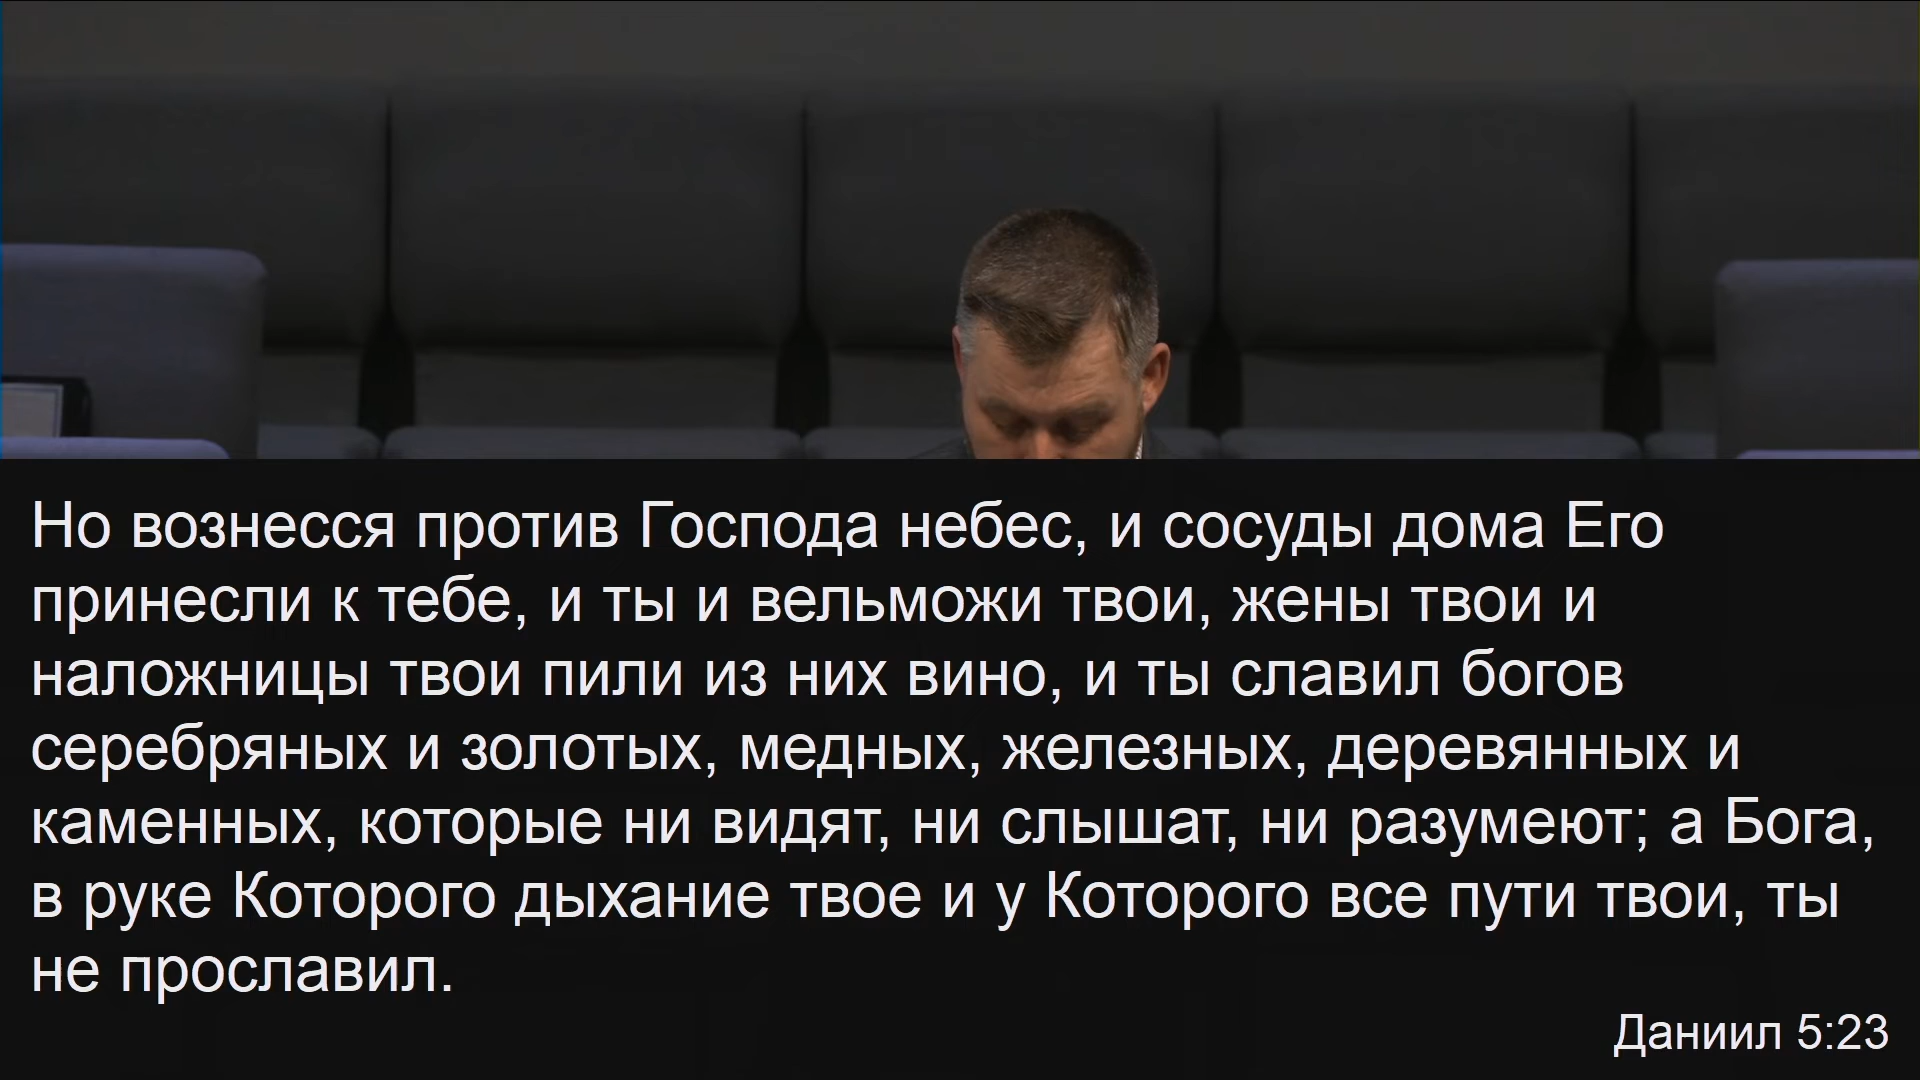 Но вознесся против Господа небес, и сосуды дома Его
принесли к тебе, и ты и вельможи твои, жены твои и
наложницы твои пили из них вино, и ты славил богов
серебряных и золотых, медных, железных, деревянных и
каменных, которые ни видят, ни слышат, ни разумеют; а Бога,
в руке Которого дыхание твое и у Которого все пути твои, ты
не прославил.
Даниил 5:23